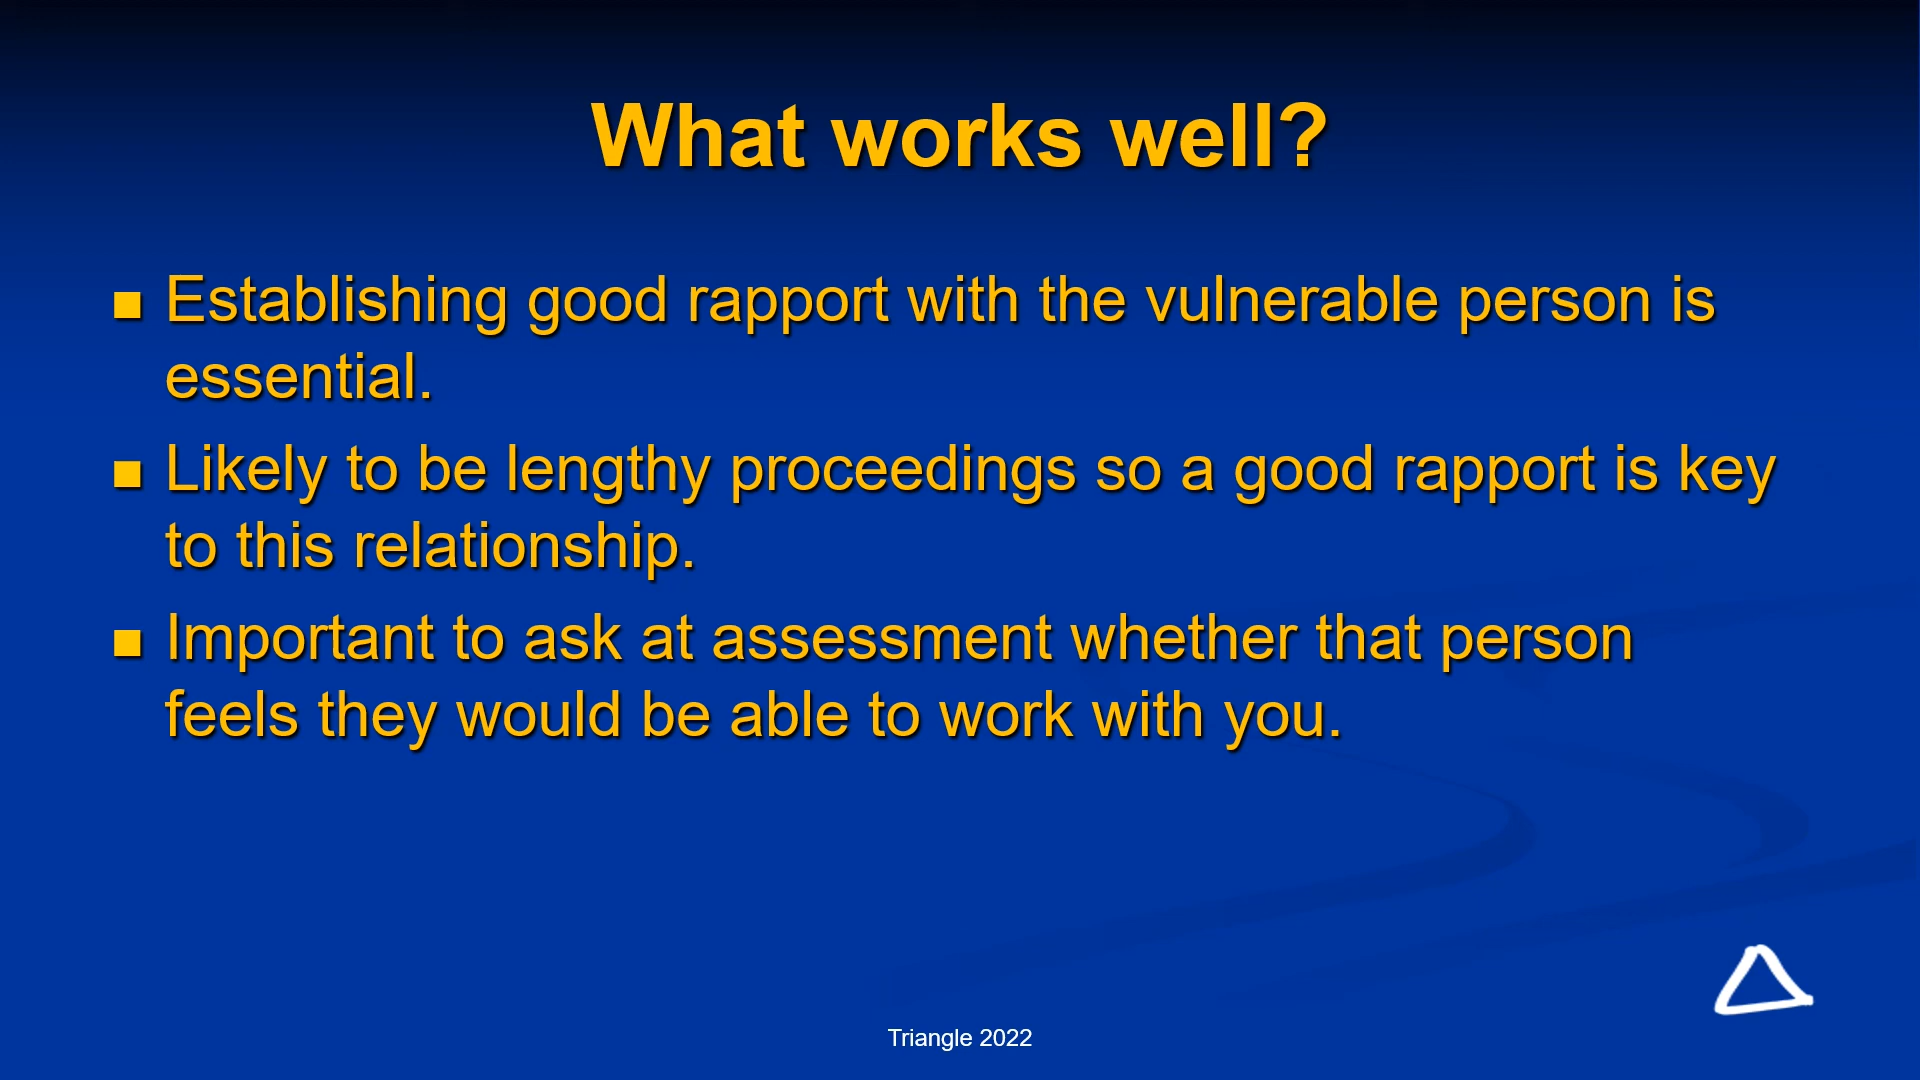 What works well?
Establishing good rapport with the vulnerable person is
essential.
Likely to be lengthy proceedings so a good rapport is key
to this relationship.
Important to ask at assessment whether that person
feels they would be able to work with you.
Triangle 2022